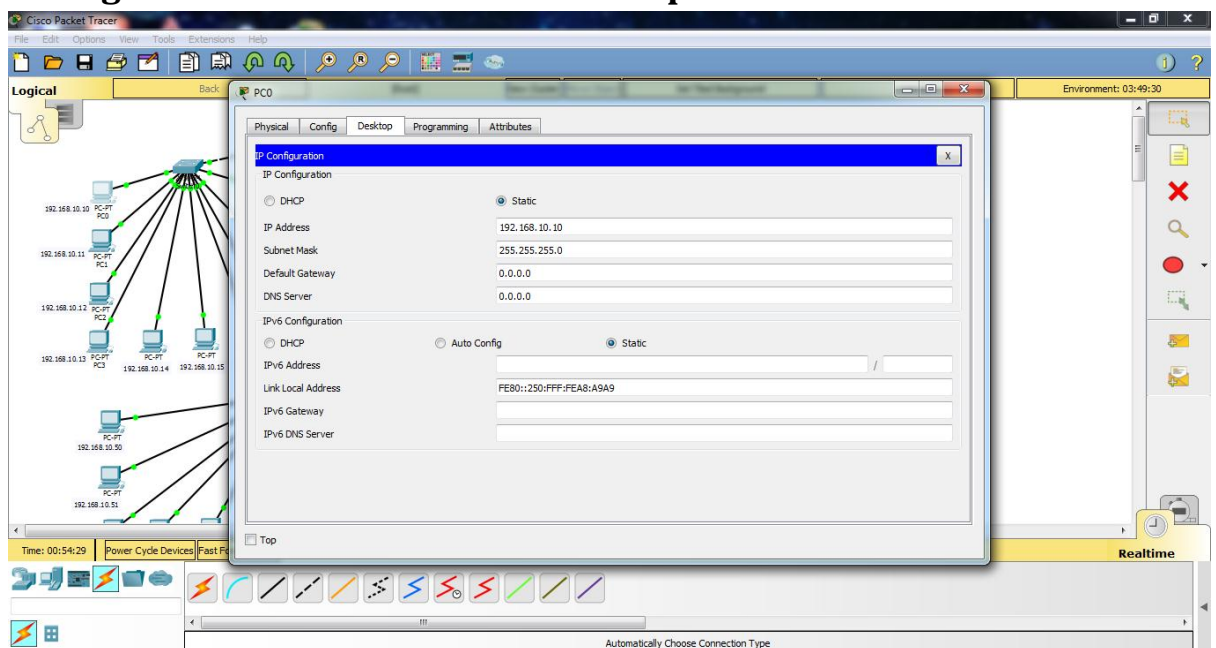 Cisco Packet Tracer
File Edit Options View Tools Extensions Help
Logical
Back
Environment: 03:49:30
PC0
Physical Config Desktop Programming Attributes
IP Configuration X
IP Configuration
DHCP Static
IP Address 192.168.10.10
Subnet Mask 255.255.255.0
Default Gateway 0.0.0.0
DNS Server 0.0.0.0
IPv6 Configuration
DHCP Auto Config Static
IPv6 Address /
Link Local Address FE80::250:FFF:FEA8:A9A9
IPv6 Gateway
IPv6 DNS Server
Top
192.168.10.10 PC-PT
PC0
192.168.10.11 PC-PT
PC1
192.168.10.12 PC-PT
PC2
192.168.10.13 PC-PT PC-PT PC-PT
PC3 192.168.10.14 192.168.10.15
PC-PT
192.168.10.50
PC-PT
192.168.10.51
Time: 00:54:29 Power Cycle Devices Fast
Realtime
Automatically Choose Connection Type